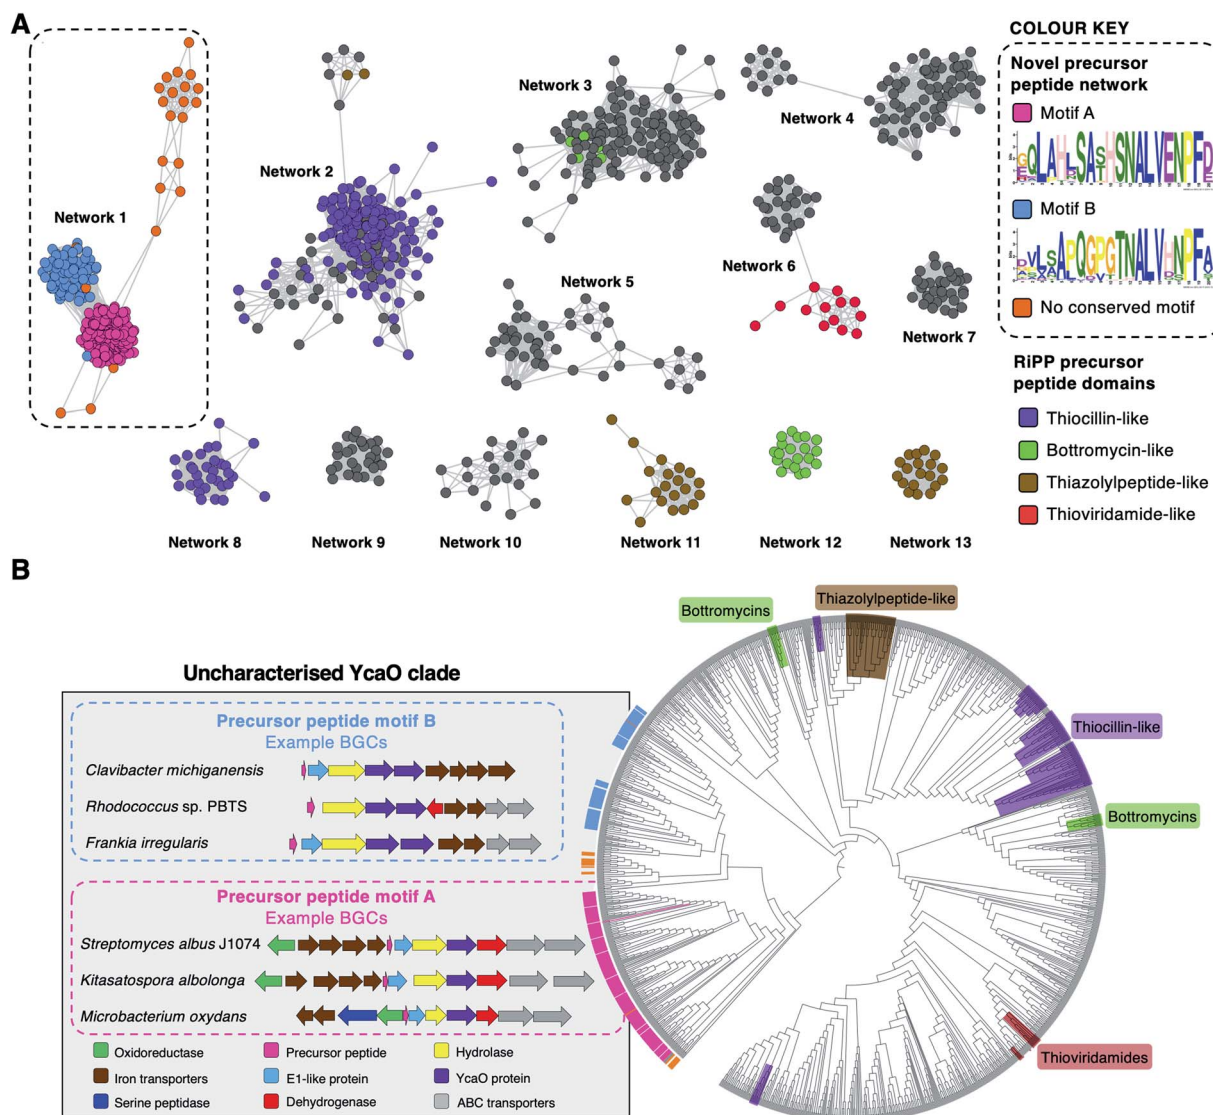 A
Network 1
Network 2
Network 3
Network 4
Network 5
Network 6
Network 7
Network 8
Network 9
Network 10
Network 11
Network 12
Network 13
COLOUR KEY
Novel precursor
peptide network
Motif A
Motif B
No conserved motif
RiPP precursor
peptide domains
Thiocillin-like
Bottromycin-like
Thiazolylpeptide-like
Thioviridamide-like
B
Uncharacterised YcaO clade
Precursor peptide motif B
Example BGCs
Clavibacter michiganensis
Rhodococcus sp. PBTS
Frankia irregularis
Precursor peptide motif A
Example BGCs
Streptomyces albus J1074
Kitasatospora albolonga
Microbacterium oxydans
Oxidoreductase
Precursor peptide
Hydrolase
Iron transporters
E1-like protein
YcaO protein
Serine peptidase
Dehydrogenase
ABC transporters
Bottromycins
Thiazolylpeptide-like
Thiocillin-like
Bottromycins
Thioviridamides